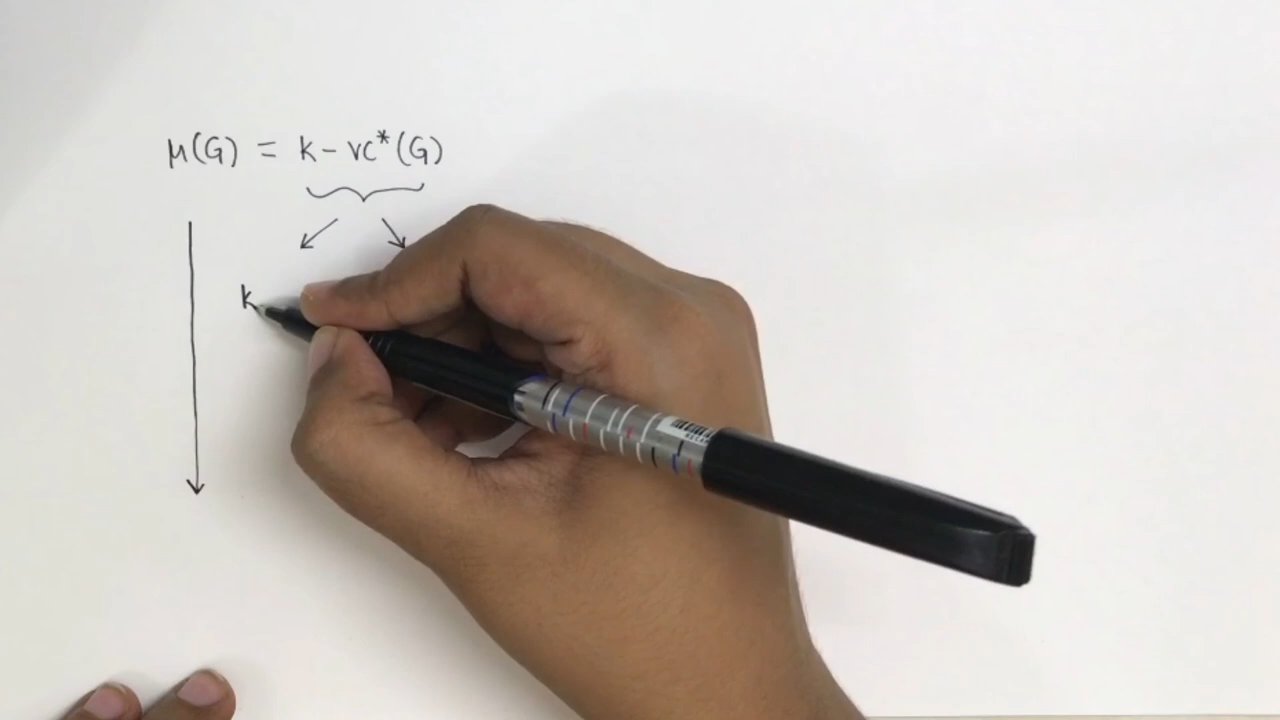 μ(G) = k - vc*(G)
k